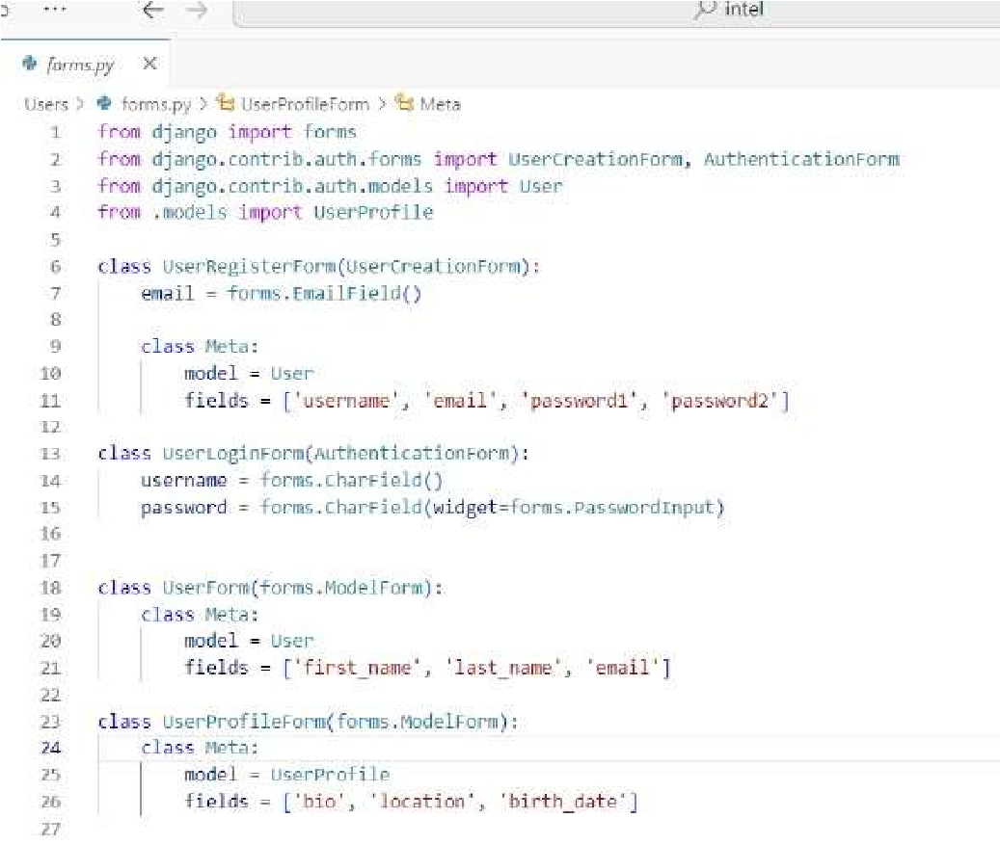 ... ← → intel
forms.py ×
Users > forms.py > UserProfileForm > Meta
1 from django import forms
2 from django.contrib.auth.forms import UserCreationForm, AuthenticationForm
3 from django.contrib.auth.models import User
4 from .models import UserProfile
5
6 class UserRegisterForm(UserCreationForm):
7     email = forms.EmailField()
8
9     class Meta:
10         model = User
11         fields = ['username', 'email', 'password1', 'password2']
12
13 class UserLoginForm(AuthenticationForm):
14     username = forms.CharField()
15     password = forms.CharField(widget=forms.PasswordInput)
16
17
18 class UserForm(forms.ModelForm):
19     class Meta:
20         model = User
21         fields = ['first_name', 'last_name', 'email']
22
23 class UserProfileForm(forms.ModelForm):
24     class Meta:
25         model = UserProfile
26         fields = ['bio', 'location', 'birth_date']
27